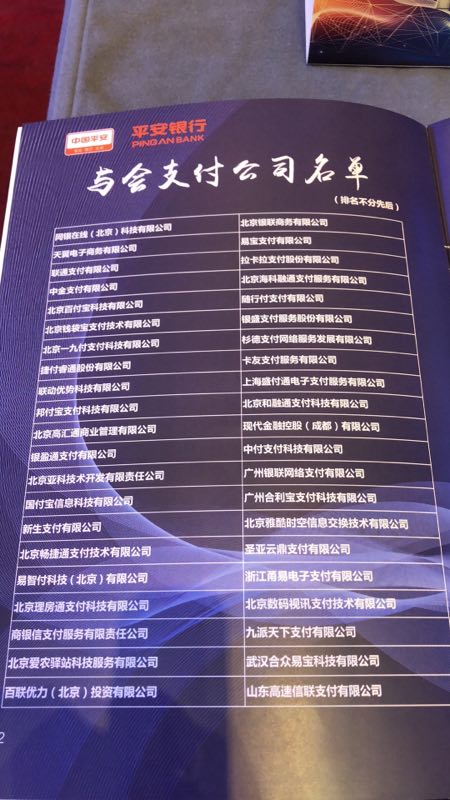 中国平安
平安银行
PING AN BANK
与会支付公司名单
（排名不分先后）
网银在线（北京）科技有限公司
北京银联商务有限公司
天翼电子商务有限公司
易宝支付有限公司
联通支付有限公司
拉卡拉支付股份有限公司
中金支付有限公司
北京海科融通支付服务有限公司
北京百付宝科技有限公司
随行付支付有限公司
北京钱袋宝支付技术有限公司
银盛支付服务股份有限公司
北京一九付支付科技有限公司
杉德支付网络服务发展有限公司
捷付睿通股份有限公司
卡友支付服务有限公司
联动优势科技有限公司
上海盛付通电子支付服务有限公司
邦付宝支付科技有限公司
北京和融通支付科技有限公司
北京高汇通商业管理有限公司
现代金融控股（成都）有限公司
银盈通支付有限公司
中付支付科技有限公司
北京亚科技术开发有限责任公司
广州银联网络支付有限公司
国付宝信息科技有限公司
广州合利宝支付科技有限公司
新生支付有限公司
北京雅酷时空信息交换技术有限公司
北京畅捷通支付技术有限公司
圣亚云鼎支付有限公司
易智付科技（北京）有限公司
浙江甬易电子支付有限公司
北京理房通支付科技有限公司
北京数码视讯支付技术有限公司
商银信支付服务有限责任公司
九派天下支付有限公司
北京爱农驿站科技服务有限公司
武汉合众易宝科技有限公司
百联优力（北京）投资有限公司
山东高速信联支付有限公司
2